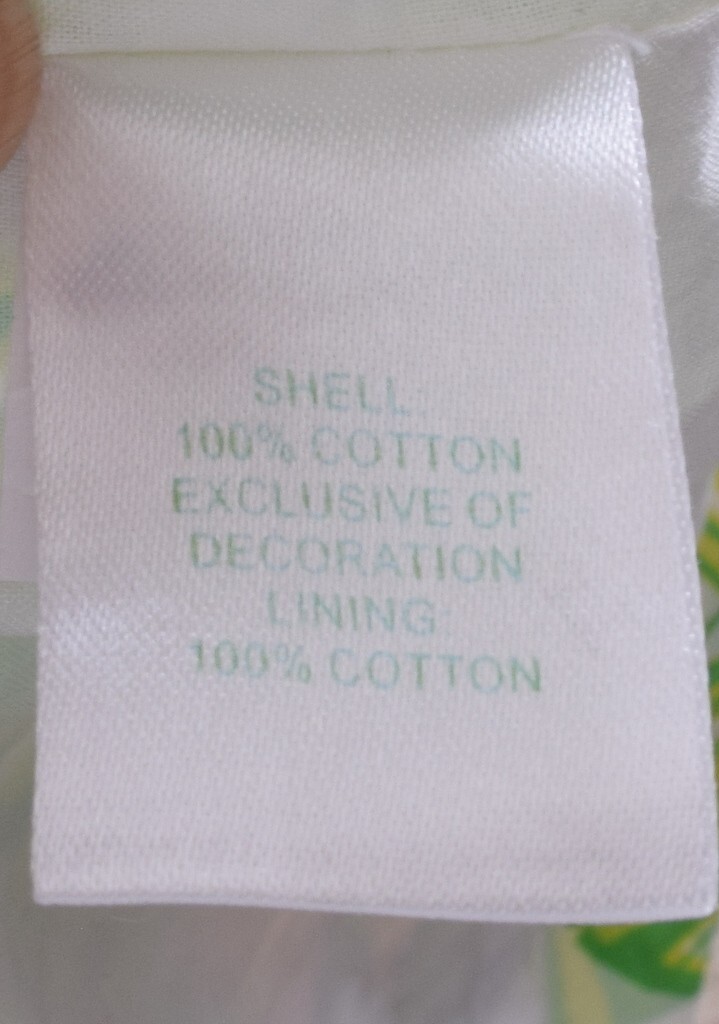 SHELL:
100% COTTON
EXCLUSIVE OF
DECORATION
LINING:
100% COTTON